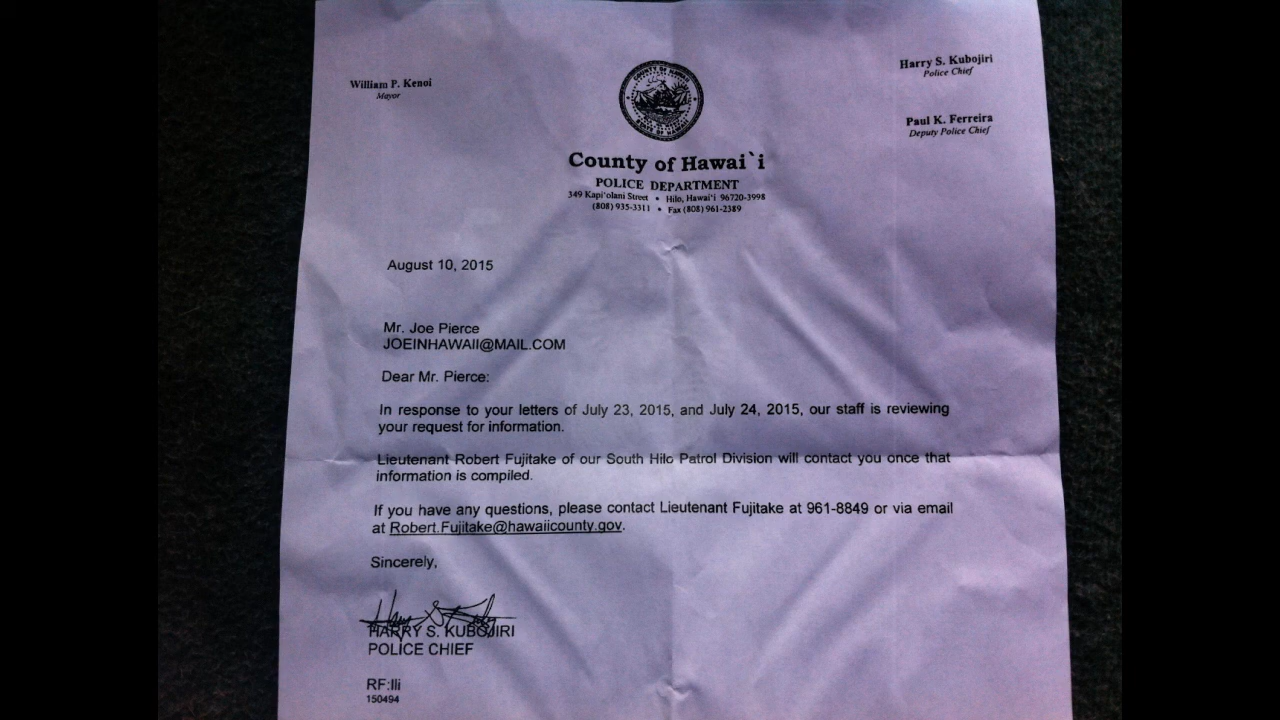 William P. Kenoi
Mayor
Harry S. Kubojiri
Police Chief
Paul K. Ferreira
Deputy Police Chief
COUNTY OF HAWAII
County of Hawai`i
POLICE DEPARTMENT
349 Kapi‘olani Street • Hilo, Hawai‘i 96720-3998
(808) 935-3311 • Fax (808) 961-2389
August 10, 2015
Mr. Joe Pierce
JOEINHAWAII@MAIL.COM
Dear Mr. Pierce:
In response to your letters of July 23, 2015, and July 24, 2015, our staff is reviewing
your request for information.
Lieutenant Robert Fujitake of our South Hilo Patrol Division will contact you once that
information is compiled.
If you have any questions, please contact Lieutenant Fujitake at 961-8849 or via email
at Robert.Fujitake@hawaiicounty.gov.
Sincerely,
HARRY S. KUBOJIRI
POLICE CHIEF
RF:lli
150494